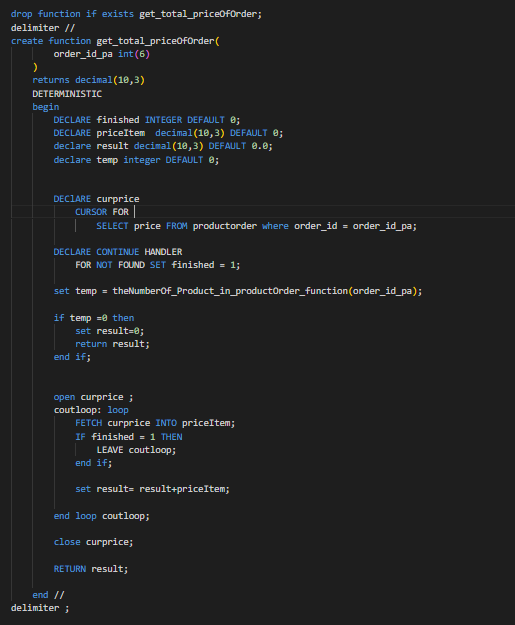 drop function if exists get_total_priceOfOrder;
delimiter //
create function get_total_priceOfOrder(
order_id_pa int(6)
)
returns decimal(10,3)
DETERMINISTIC
begin
DECLARE finished INTEGER DEFAULT 0;
DECLARE priceItem  decimal(10,3) DEFAULT 0;
declare result decimal(10,3) DEFAULT 0.0;
declare temp integer DEFAULT 0;
DEClARE curprice
CURSOR FOR
SELECT price FROM productorder where order_id = order_id_pa;
DECLARE CONTINUE HANDLER
FOR NOT FOUND SET finished = 1;
set temp = theNumberOf_Product_in_productOrder_function(order_id_pa);
if temp =0 then
set result=0;
return result;
end if;
open curprice ;
coutloop: loop
FETCH curprice INTO priceItem;
IF finished = 1 THEN
LEAVE coutloop;
end if;
set result= result+priceItem;
end loop coutloop;
close curprice;
RETURN result;
end //
delimiter ;